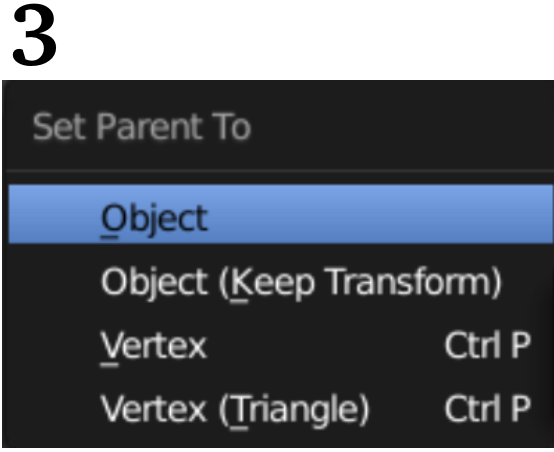 3
Set Parent To
Object
Object (Keep Transform)
Vertex Ctrl P
Vertex (Triangle) Ctrl P